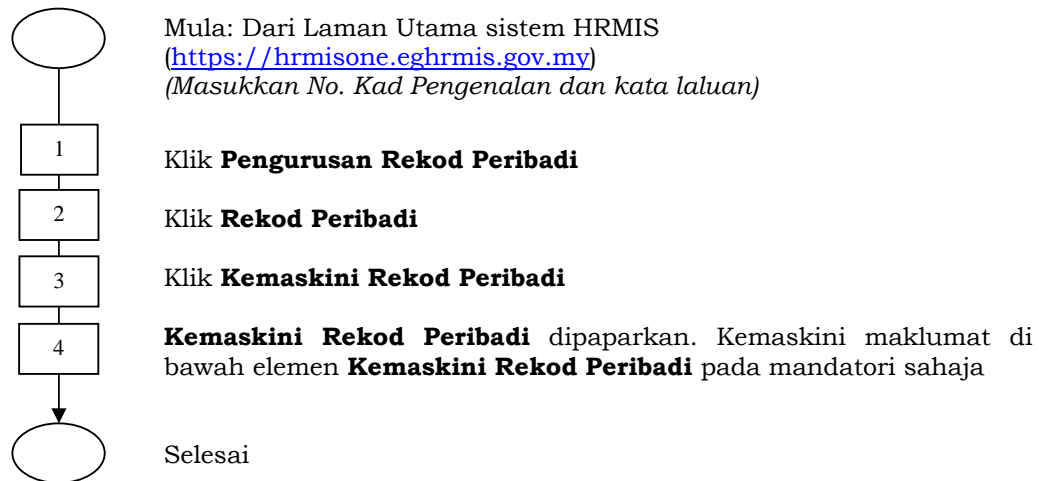 Mula: Dari Laman Utama sistem HRMIS
(https://hrmisone.eghrmis.gov.my)
(Masukkan No. Kad Pengenalan dan kata laluan)
1
Klik Pengurusan Rekod Peribadi
2
Klik Rekod Peribadi
3
Klik Kemaskini Rekod Peribadi
4
Kemaskini Rekod Peribadi dipaparkan. Kemaskini maklumat di
bawah elemen Kemaskini Rekod Peribadi pada mandatori sahaja
Selesai